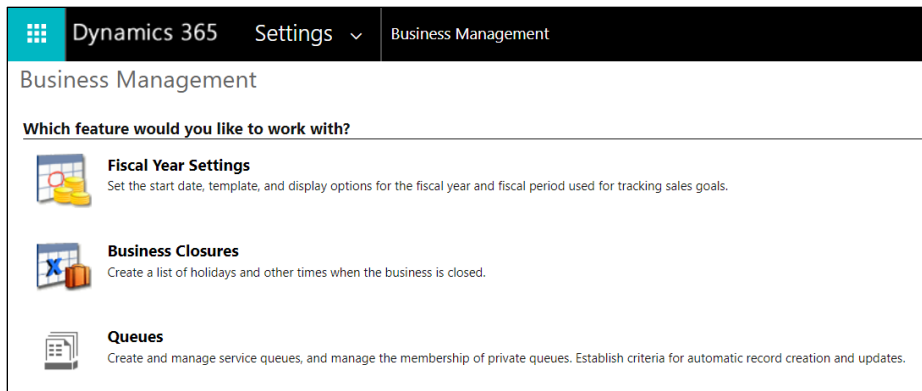 Dynamics 365 Settings Business Management
Business Management
Which feature would you like to work with?
Fiscal Year Settings
Set the start date, template, and display options for the fiscal year and fiscal period used for tracking sales goals.
Business Closures
Create a list of holidays and other times when the business is closed.
Queues
Create and manage service queues, and manage the membership of private queues. Establish criteria for automatic record creation and updates.